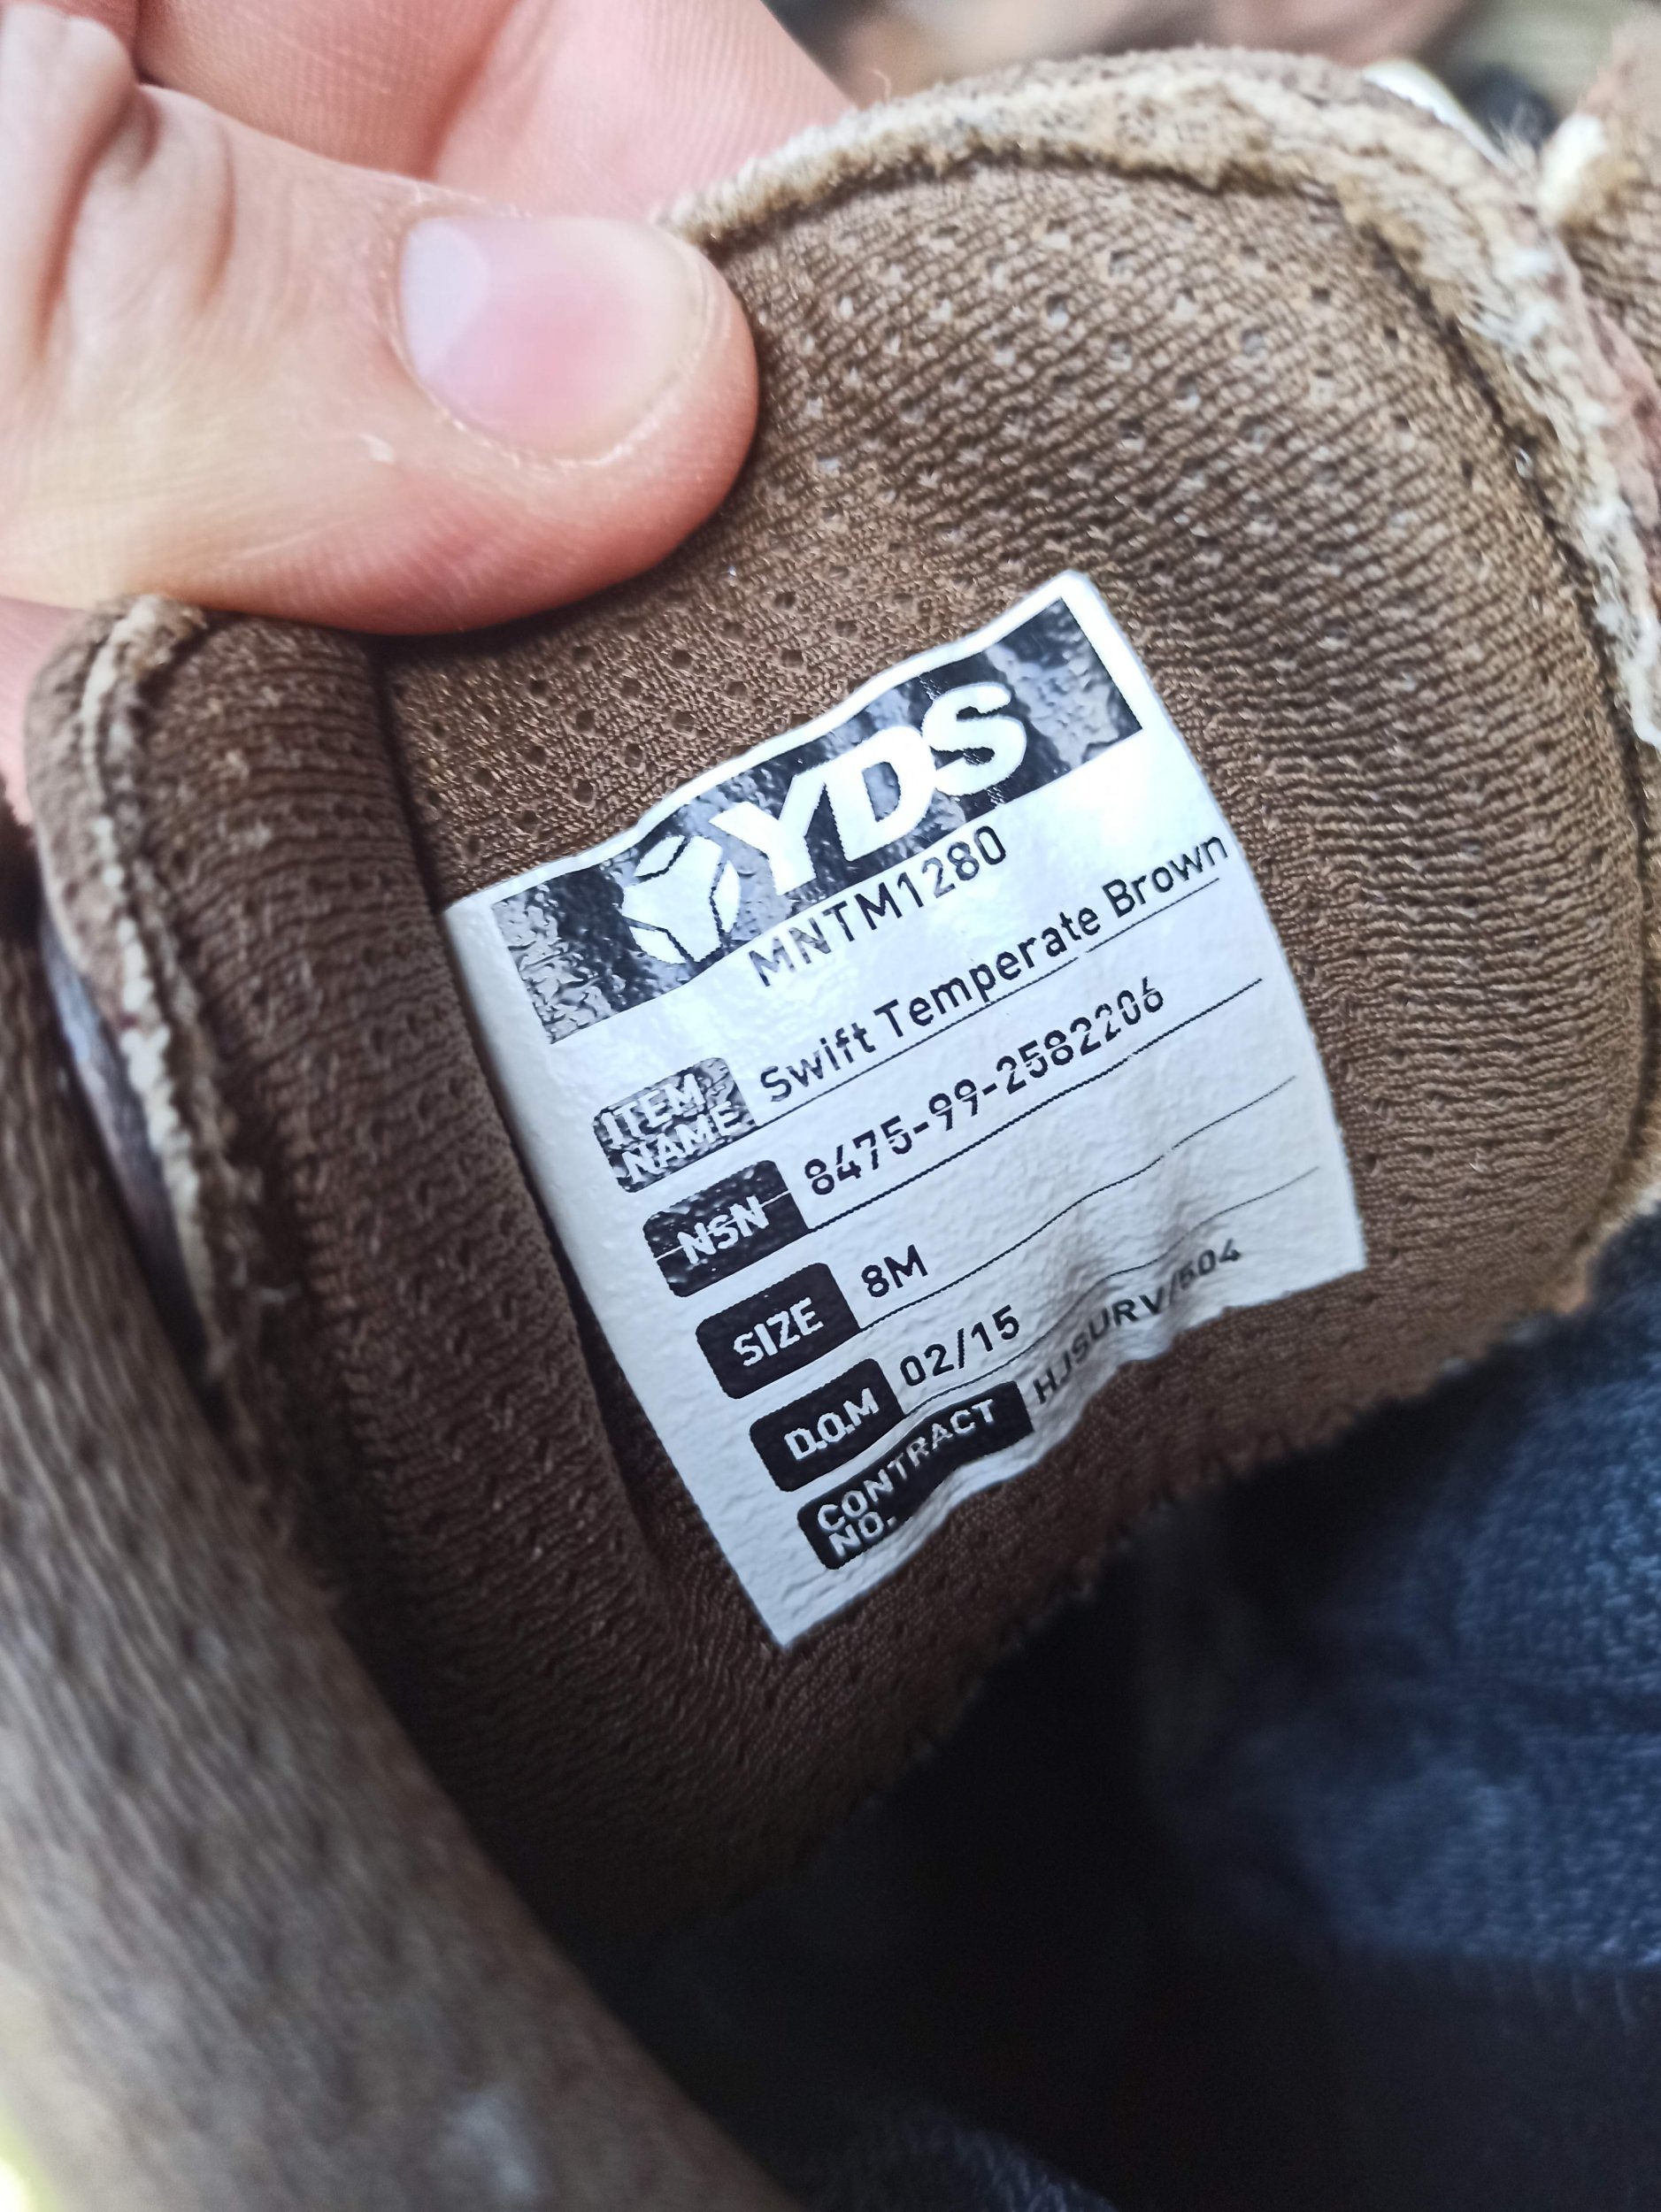 YDS
MNTM1280
ITEM NAME Swift Temperate Brown
NSN 8475-99-2582206
SIZE 8M
D.O.M 02/15
CONTRACT NO. HJSURV/504